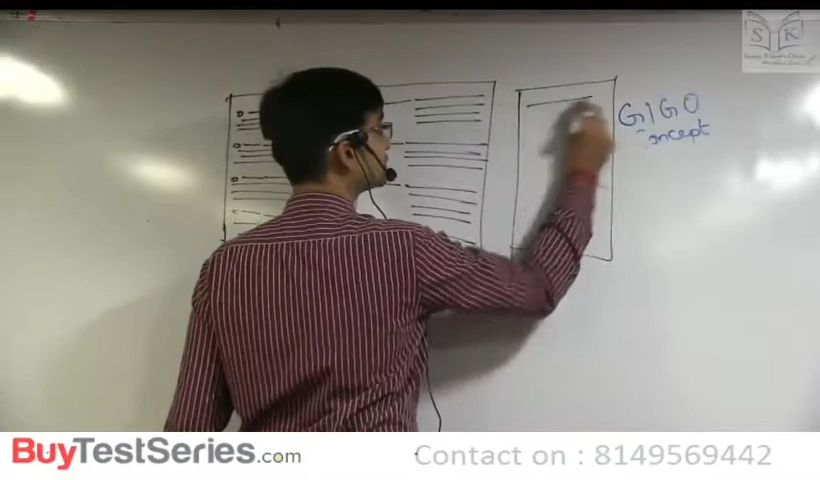 S K
GIGO
concept
BuyTestSeries.com
Contact on : 8149569442